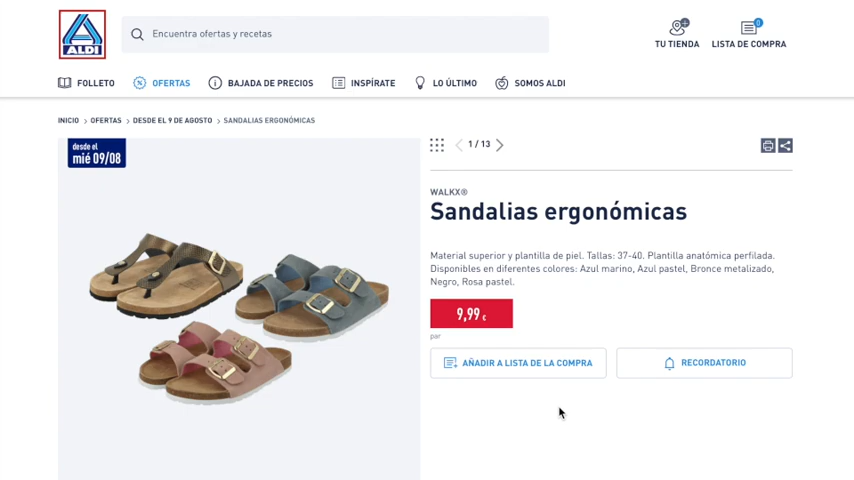 ALDI
Encuentra ofertas y recetas
TU TIENDA
0
LISTA DE COMPRA
FOLLETO
OFERTAS
BAJADA DE PRECIOS
INSPÍRATE
LO ÚLTIMO
SOMOS ALDI
INICIO > OFERTAS > DESDE EL 9 DE AGOSTO > SANDALIAS ERGONÓMICAS
desde el
mié 09/08
1 / 13
WALKX®
Sandalias ergonómicas
Material superior y plantilla de piel. Tallas: 37-40. Plantilla anatómica perfilada.
Disponibles en diferentes colores: Azul marino, Azul pastel, Bronce metalizado,
Negro, Rosa pastel.
9,99 €
par
AÑADIR A LISTA DE LA COMPRA
RECORDATORIO